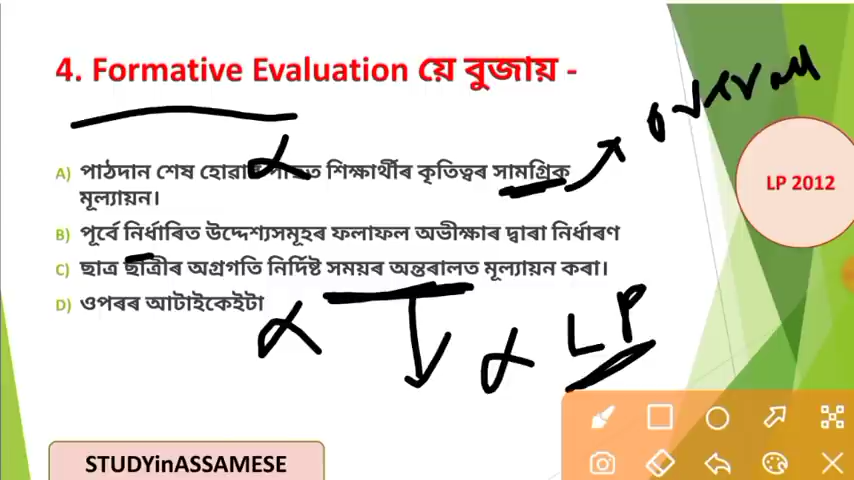 4. Formative Evaluation য়ে বুজায় -
overall
A) পাঠদান শেষ হোৱাৰ পাছত শিক্ষাৰ্থীৰ কৃতিত্বৰ সামগ্ৰিক
মূল্যায়ন।
LP 2012
B) পূৰ্বে নিৰ্ধাৰিত উদ্দেশ্যসমূহৰ ফলাফল অভীক্ষাৰ দ্বাৰা নিৰ্ধাৰণ
C) ছাত্ৰ ছাত্ৰীৰ অগ্ৰগতি নিৰ্দিষ্ট সময়ৰ অন্তৰালত মূল্যায়ন কৰা।
D) ওপৰৰ আটাইকেইটা
LP
STUDYinASSAMESE